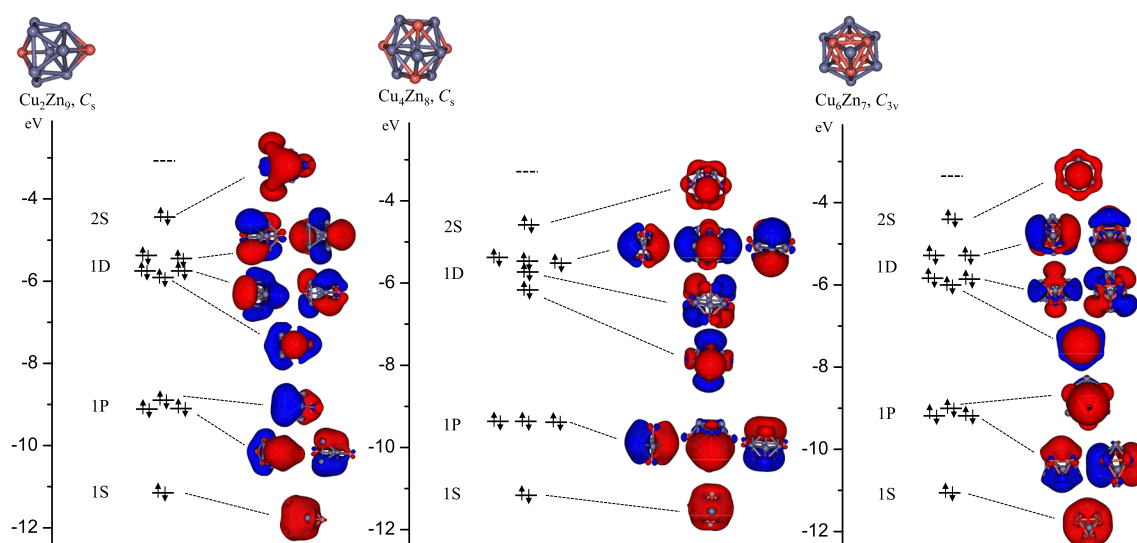 Cu2Zn9, Cs
eV
-4
-6
-8
-10
-12
2S
1D
1P
1S
Cu4Zn8, Cs
eV
-4
-6
-8
-10
-12
2S
1D
1P
1S
Cu6Zn7, C3v
eV
-4
-6
-8
-10
-12
2S
1D
1P
1S